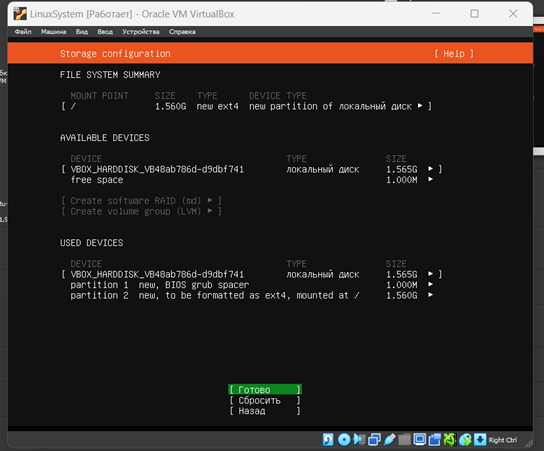 LinuxSystem [Работает] - Oracle VM VirtualBox
Файл Машина Вид Ввод Устройства Справка
Storage configuration [ Help ]
FILE SYSTEM SUMMARY
MOUNT POINT SIZE TYPE DEVICE TYPE
[ / 1.560G new ext4 new partition of локальный диск ▸ ]
AVAILABLE DEVICES
DEVICE TYPE SIZE
[ VBOX_HARDDISK_VB48ab786d-d9dbf741 локальный диск 1.565G ▸ ]
free space 1.000M ▸
[ Create software RAID (md) ▸ ]
[ Create volume group (LVM) ▸ ]
USED DEVICES
DEVICE TYPE SIZE
[ VBOX_HARDDISK_VB48ab786d-d9dbf741 локальный диск 1.565G ▸ ]
partition 1 new, BIOS grub spacer 1.000M ▸
partition 2 new, to be formatted as ext4, mounted at / 1.560G ▸
[ Готово ]
[ Сбросить ]
[ Назад ]
Right Ctrl